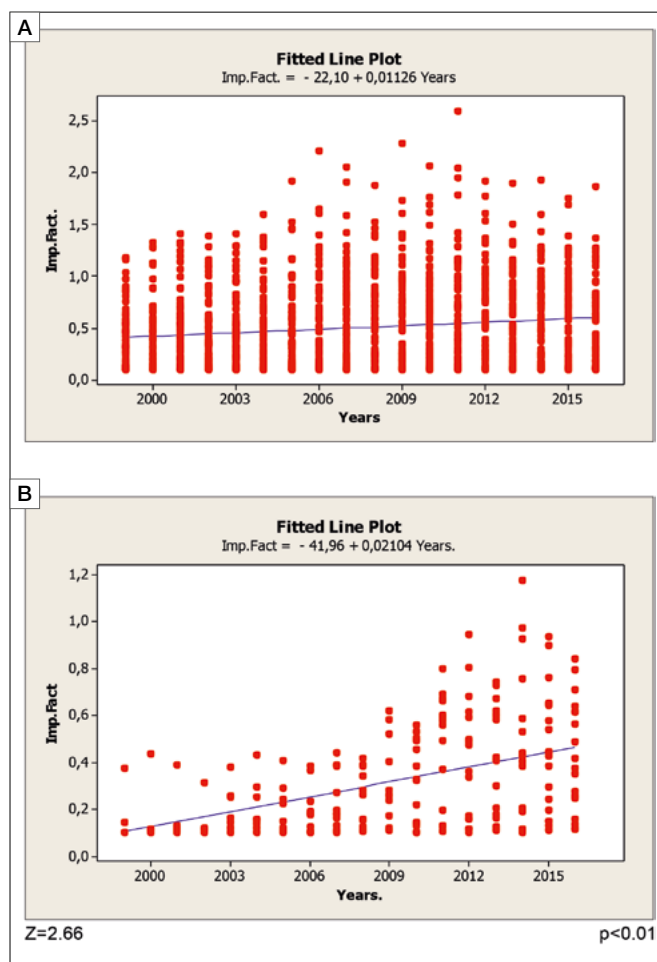 A
Fitted Line Plot
Imp.Fact. = - 22,10 + 0,01126 Years
2,5
2,0
1,5
1,0
0,5
0,0
Imp.Fact.
2000 2003 2006 2009 2012 2015
Years
B
Fitted Line Plot
Imp.Fact = - 41,96 + 0,02104 Years.
1,2
1,0
0,8
0,6
0,4
0,2
0,0
Imp.Fact
2000 2003 2006 2009 2012 2015
Years.
Z=2.66 p<0.01